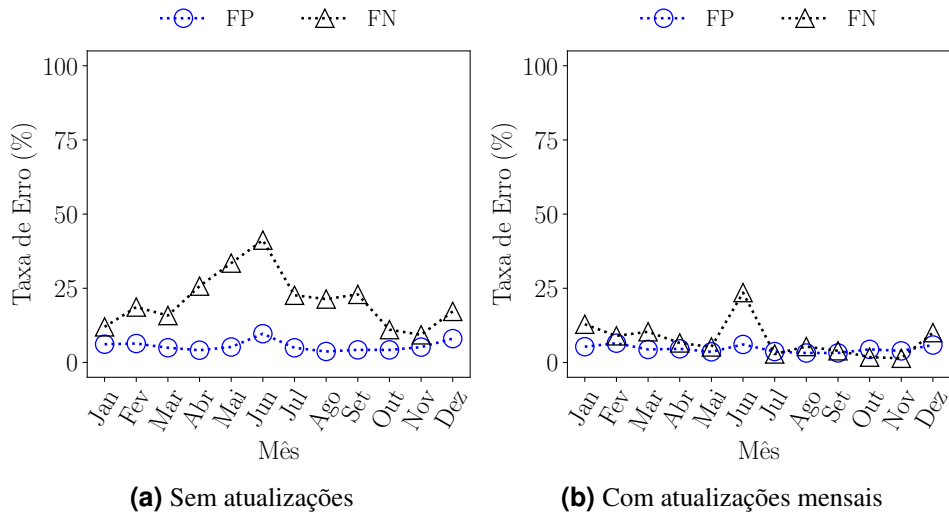 FP FN
100
75
50
25
0
Taxa de Erro (%)
Jan Fev Mar Abr Mai Jun Jul Ago Set Out Nov Dez
Mês
(a) Sem atualizações
FP FN
100
75
50
25
0
Taxa de Erro (%)
Jan Fev Mar Abr Mai Jun Jul Ago Set Out Nov Dez
Mês
(b) Com atualizações mensais